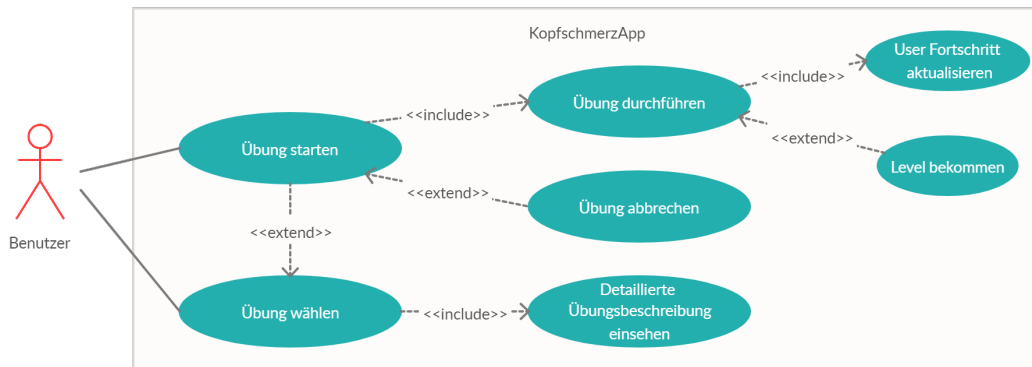 KopfschmerzApp
User Fortschritt
aktualisieren
<<include>>
Übung durchführen
<<include>>
<<extend>>
Übung starten
Level bekommen
<<extend>>
Übung abbrechen
Benutzer
<<extend>>
Detaillierte
Übung wählen
Übungsbeschreibung
<<include>>
einsehen